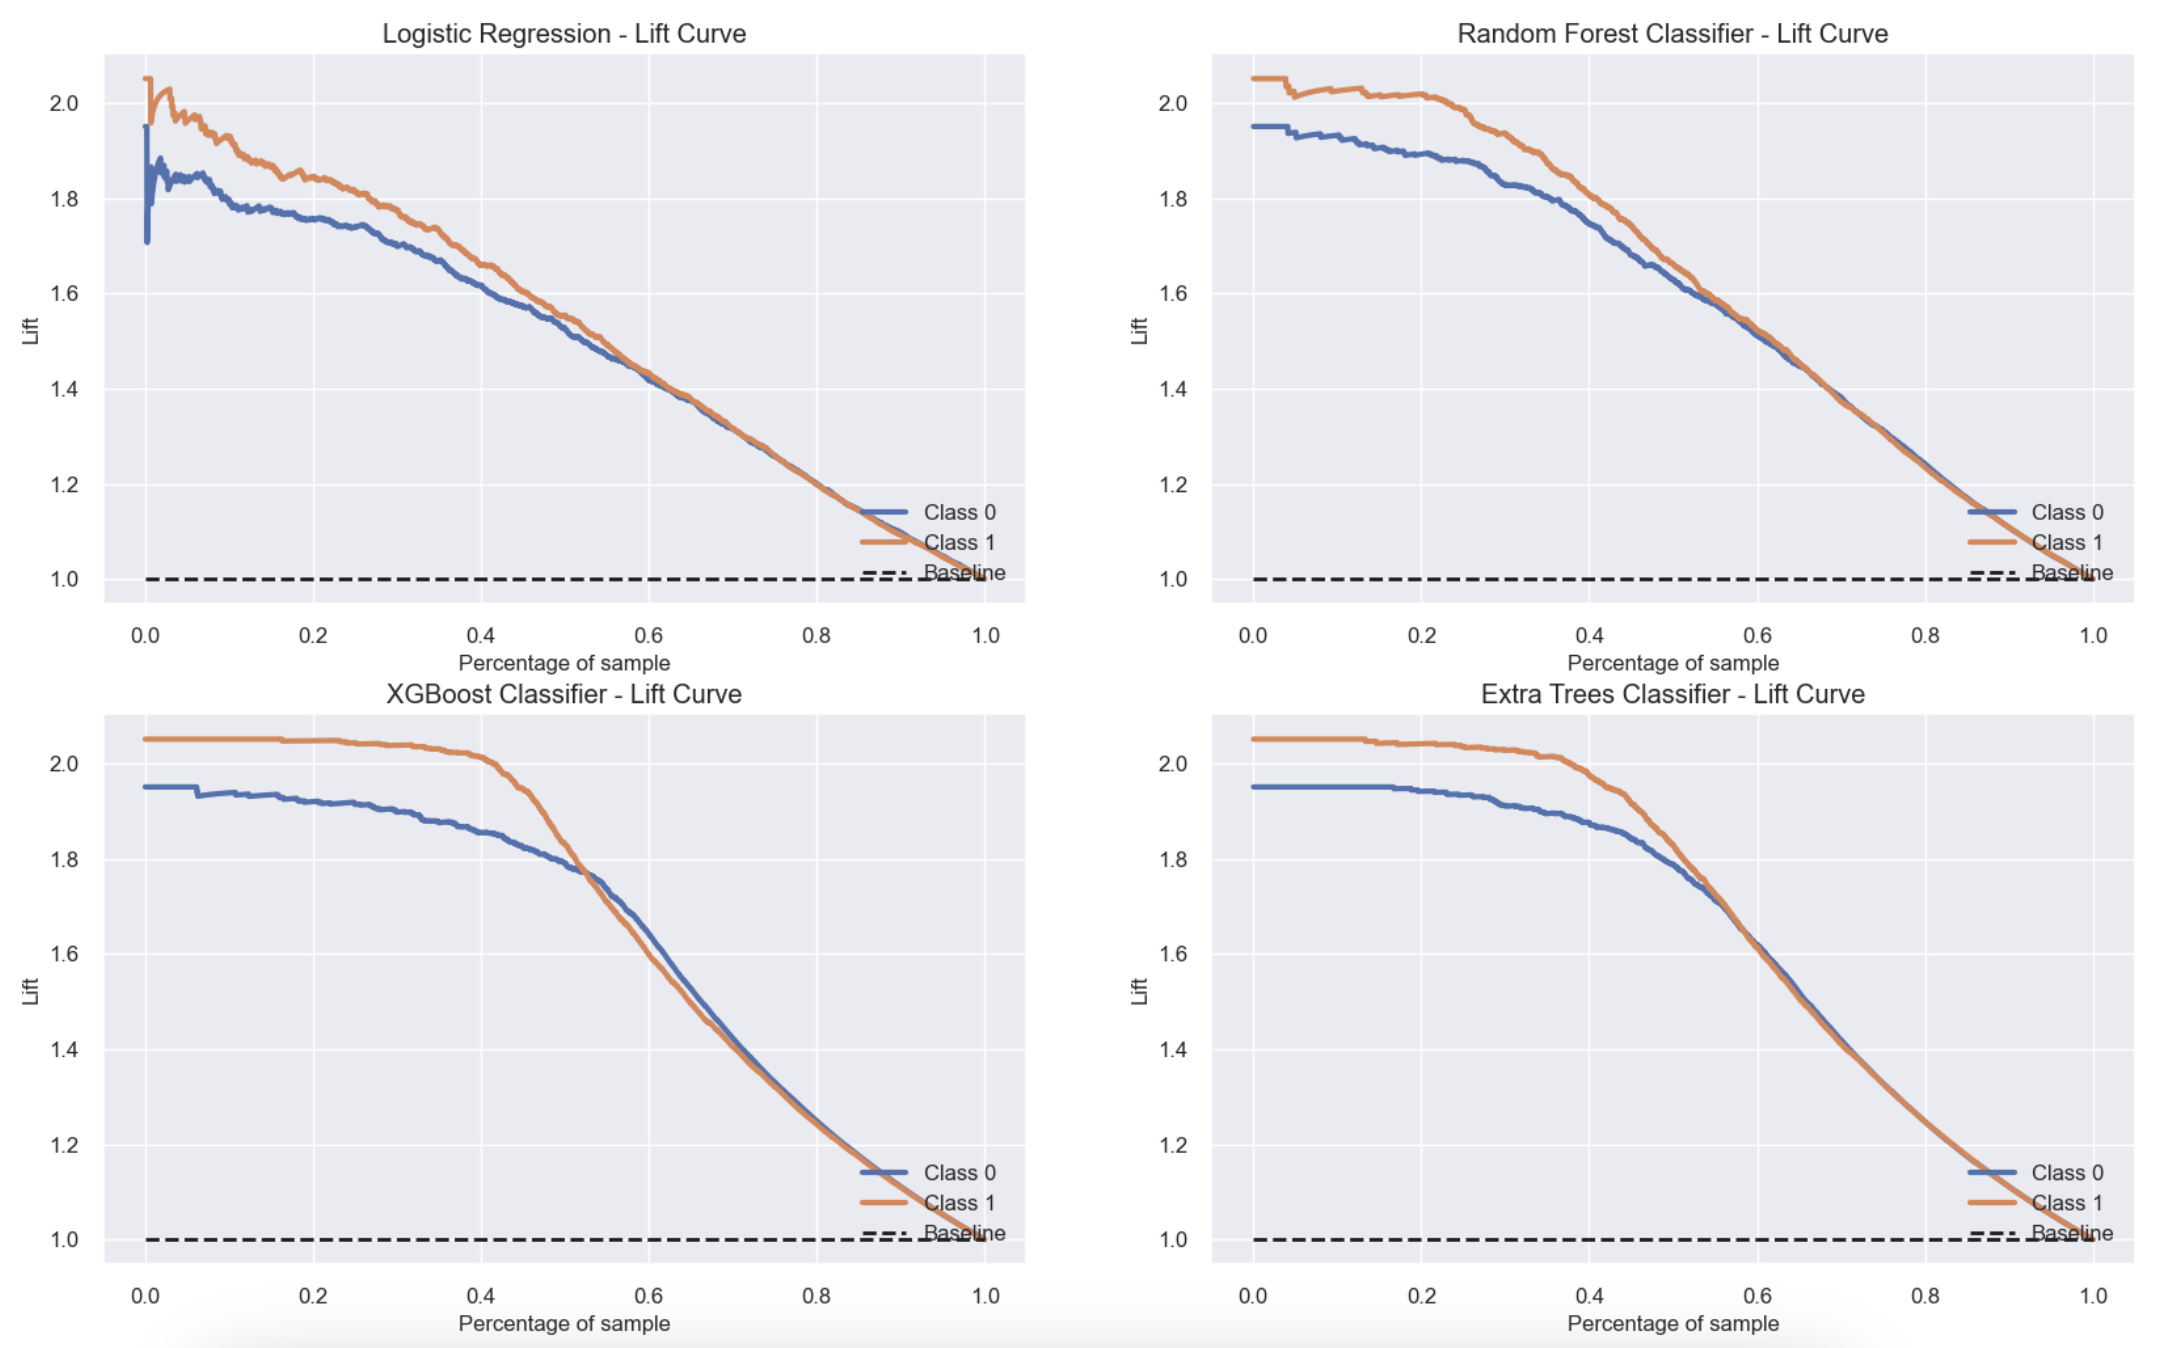 Logistic Regression - Lift Curve
2.0
1.8
1.6
1.4
1.2
1.0
Lift
Class 0
Class 1
Baseline
0.0 0.2 0.4 0.6 0.8 1.0
Percentage of sample
Random Forest Classifier - Lift Curve
2.0
1.8
1.6
1.4
1.2
1.0
Lift
Class 0
Class 1
Baseline
0.0 0.2 0.4 0.6 0.8 1.0
Percentage of sample
XGBoost Classifier - Lift Curve
2.0
1.8
1.6
1.4
1.2
1.0
Lift
Class 0
Class 1
Baseline
0.0 0.2 0.4 0.6 0.8 1.0
Percentage of sample
Extra Trees Classifier - Lift Curve
2.0
1.8
1.6
1.4
1.2
1.0
Lift
Class 0
Class 1
Baseline
0.0 0.2 0.4 0.6 0.8 1.0
Percentage of sample